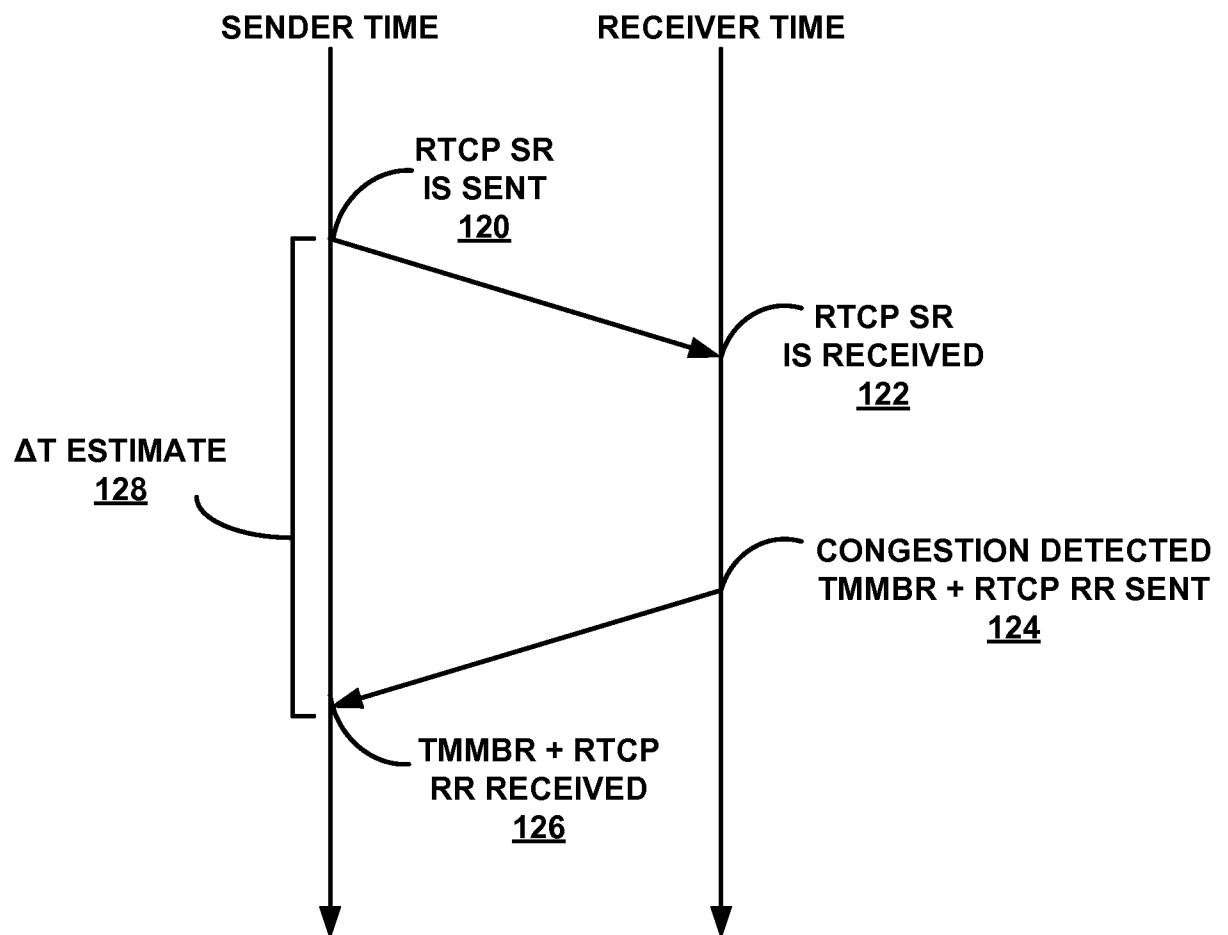 SENDER TIME
RECEIVER TIME
RTCP SR
IS SENT
120
RTCP SR
IS RECEIVED
122
ΔT ESTIMATE
128
CONGESTION DETECTED
TMMBR + RTCP RR SENT
124
TMMBR + RTCP
RR RECEIVED
126